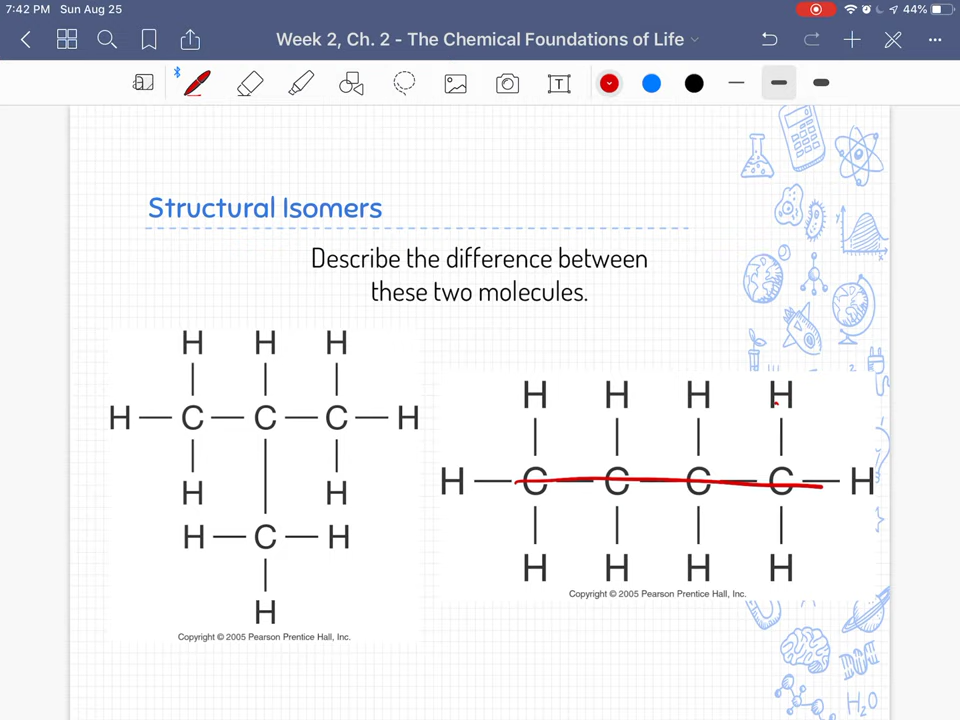 7:42 PM Sun Aug 25
44%
Week 2, Ch. 2 - The Chemical Foundations of Life
T
Structural Isomers
Describe the difference between
these two molecules.
H H H
H C C C H
H H
H C H
H
Copyright © 2005 Pearson Prentice Hall, Inc.
H H H H
H C C C C H
H H H H
Copyright © 2005 Pearson Prentice Hall, Inc.
y
x
H₂O